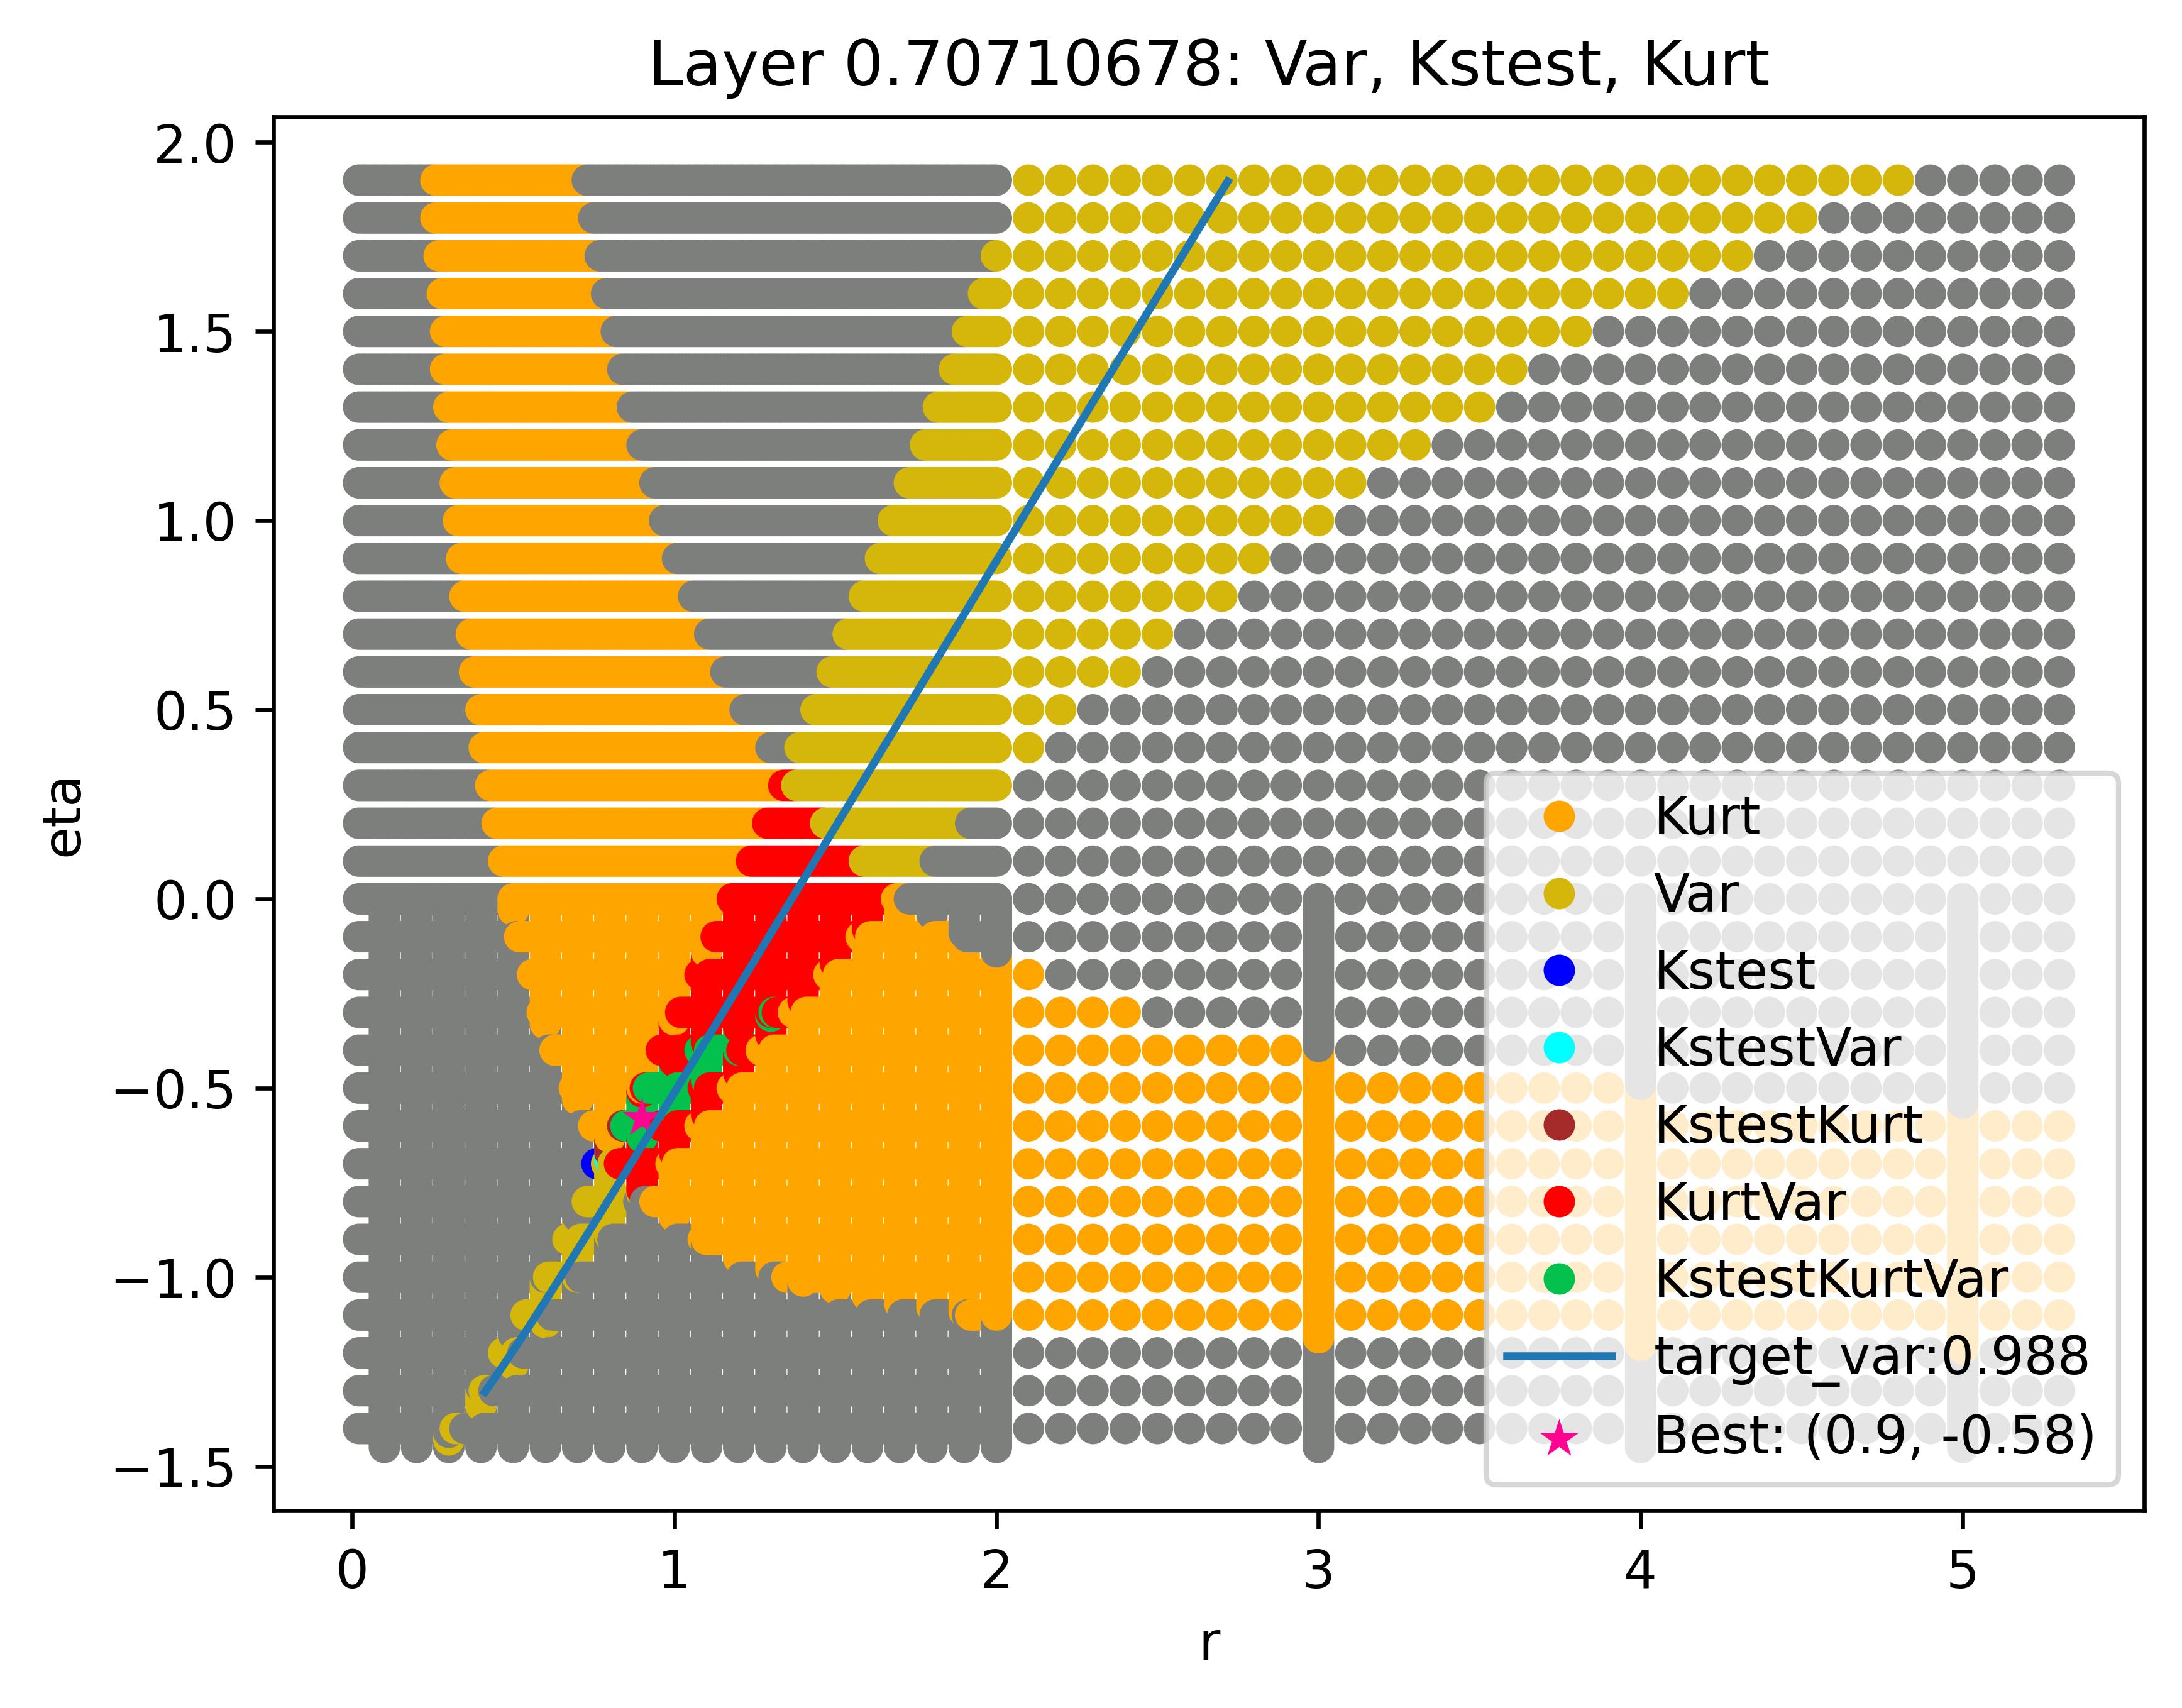 Layer 0.70710678: Var, Kstest, Kurt
2.0
1.5
1.0
0.5
0.0
−0.5
−1.0
−1.5
eta
0
1
2
3
4
5
r
Kurt
Var
Kstest
KstestVar
KstestKurt
KurtVar
KstestKurtVar
target_var:0.988
Best: (0.9, -0.58)